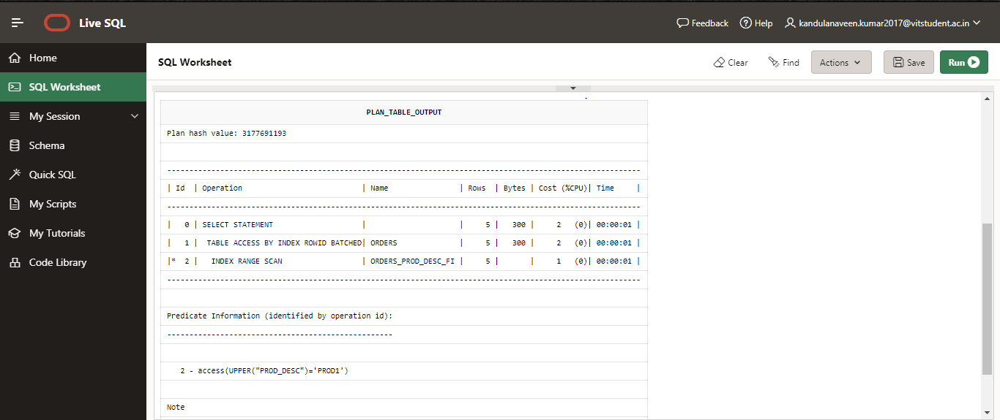 Live SQL
Feedback
Help
kandulanaveen.kumar2017@vitstudent.ac.in
Home
SQL Worksheet
My Session
Schema
Quick SQL
My Scripts
My Tutorials
Code Library
SQL Worksheet
Clear
Find
Actions
Save
Run
PLAN_TABLE_OUTPUT
Plan hash value: 3177691193
-----------------------------------------------------------------------------------------------------------
| Id | Operation | Name | Rows | Bytes | Cost (%CPU)| Time |
-----------------------------------------------------------------------------------------------------------
| 0 | SELECT STATEMENT | | 5 | 300 | 2 (0)| 00:00:01 |
| 1 | TABLE ACCESS BY INDEX ROWID BATCHED| ORDERS | 5 | 300 | 2 (0)| 00:00:01 |
|* 2 | INDEX RANGE SCAN | ORDERS_PROD_DESC_FI | 5 | | 1 (0)| 00:00:01 |
-----------------------------------------------------------------------------------------------------------
Predicate Information (identified by operation id):
---------------------------------------------------
2 - access(UPPER("PROD_DESC")='PROD1')
Note